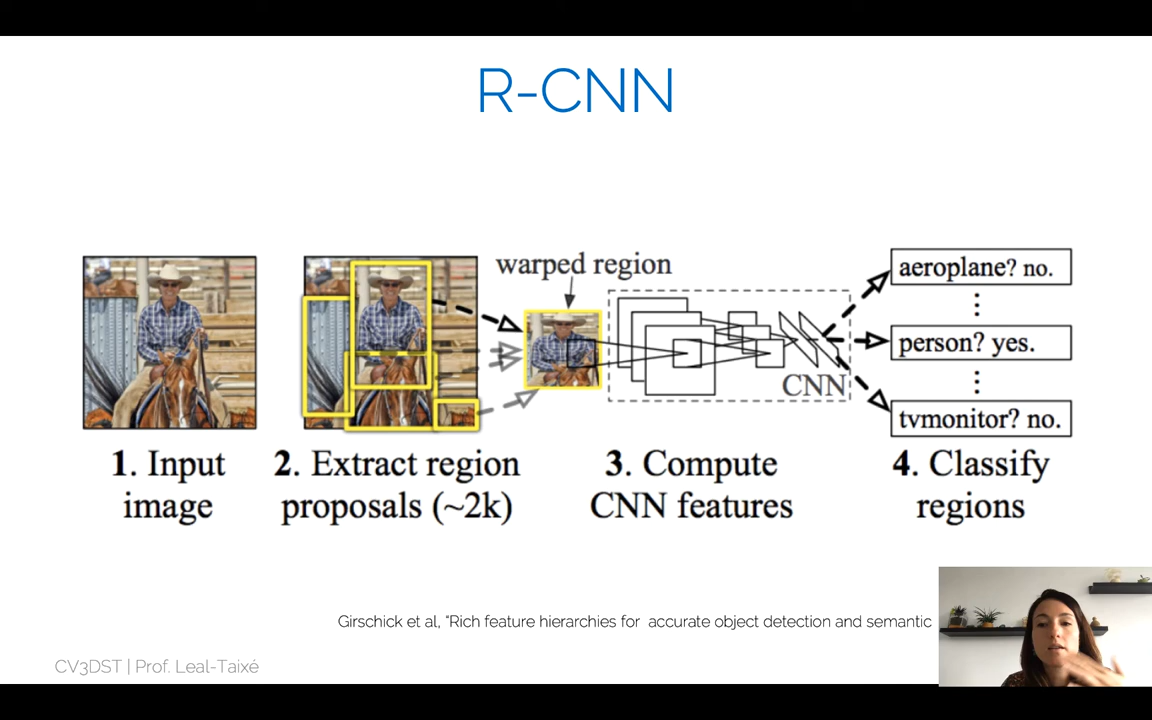 R-CNN
warped region
aeroplane? no.
person? yes.
CNN
tvmonitor? no.
1. Input
image
2. Extract region
proposals (~2k)
3. Compute
CNN features
4. Classify
regions
Girschick et al, “Rich feature hierarchies for accurate object detection and semantic
CV3DST | Prof. Leal-Taixé